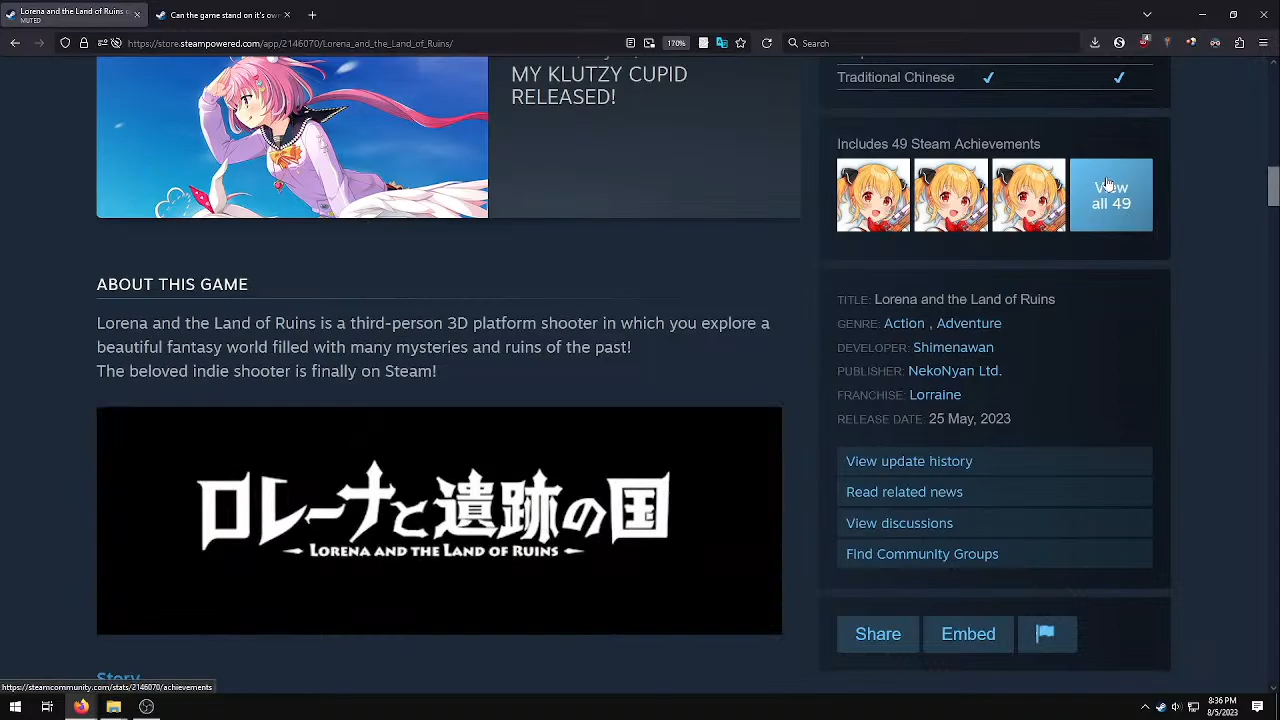 Lorena and the Land of Ruins o
MUTED
Can the game stand on it's ow
https://store.steampowered.com/app/2146070/Lorena_and_the_Land_of_Ruins/
170%
Search
MY KLUTZY CUPID
RELEASED!
Traditional Chinese
Includes 49 Steam Achievements
View
all 49
ABOUT THIS GAME
Lorena and the Land of Ruins is a third-person 3D platform shooter in which you explore a
beautiful fantasy world filled with many mysteries and ruins of the past!
The beloved indie shooter is finally on Steam!
ロレーナと遺跡の国
LORENA AND THE LAND OF RUINS
TITLE: Lorena and the Land of Ruins
GENRE: Action , Adventure
DEVELOPER: Shimenawan
PUBLISHER: NekoNyan Ltd.
FRANCHISE: Lorraine
RELEASE DATE: 25 May, 2023
View update history
Read related news
View discussions
Find Community Groups
Share
Embed
Story
https://steamcommunity.com/stats/2146070/achievements
8:36 PM
8/5/2023